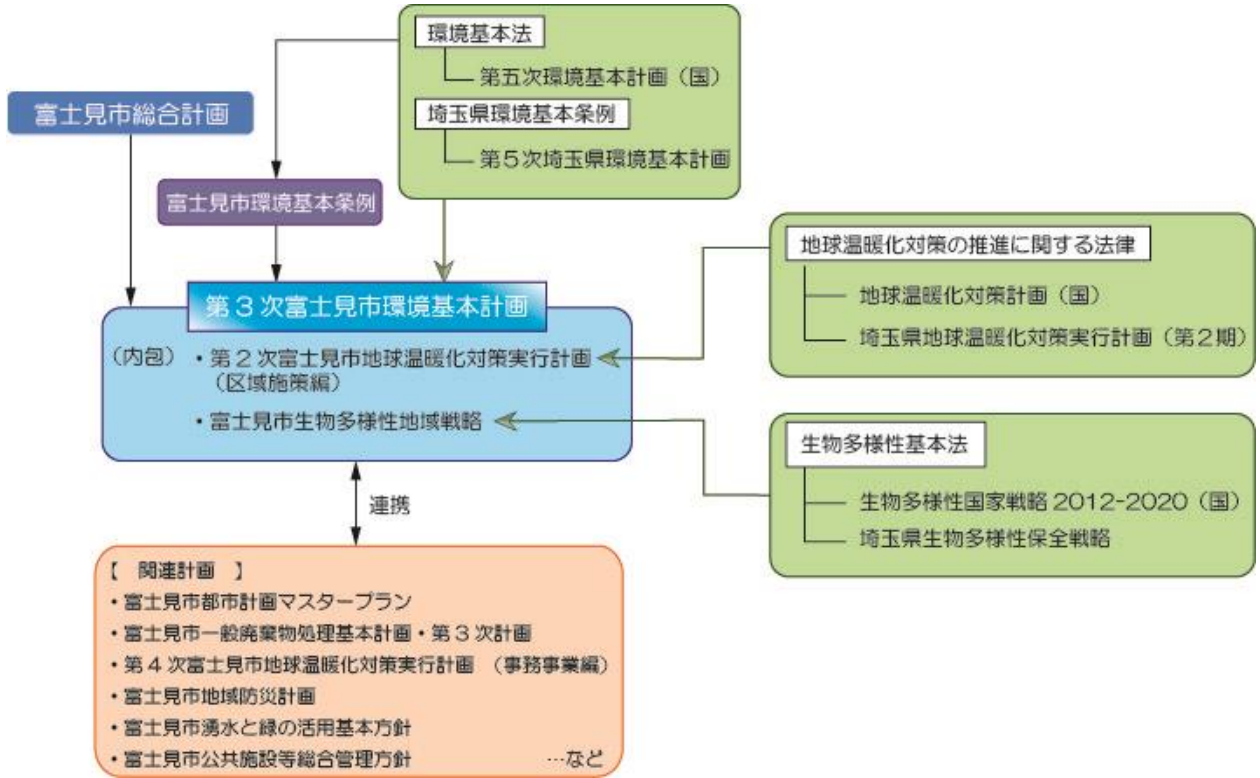 環境基本法
第五次環境基本計画（国）
埼玉県環境基本条例
第５次埼玉県環境基本計画
富士見市総合計画
富士見市環境基本条例
地球温暖化対策の推進に関する法律
地球温暖化対策計画（国）
埼玉県地球温暖化対策実行計画（第２期）
第３次富士見市環境基本計画
（内包）・第２次富士見市地球温暖化対策実行計画
（区域施策編）
・富士見市生物多様性地域戦略
生物多様性基本法
生物多様性国家戦略2012-2020（国）
埼玉県生物多様性保全戦略
連携
【　関連計画　】
・富士見市都市計画マスタープラン
・富士見市一般廃棄物処理基本計画・第３次計画
・第４次富士見市地球温暖化対策実行計画　（事務事業編）
・富士見市地域防災計画
・富士見市湧水と緑の活用基本方針
・富士見市公共施設等総合管理方針　…など